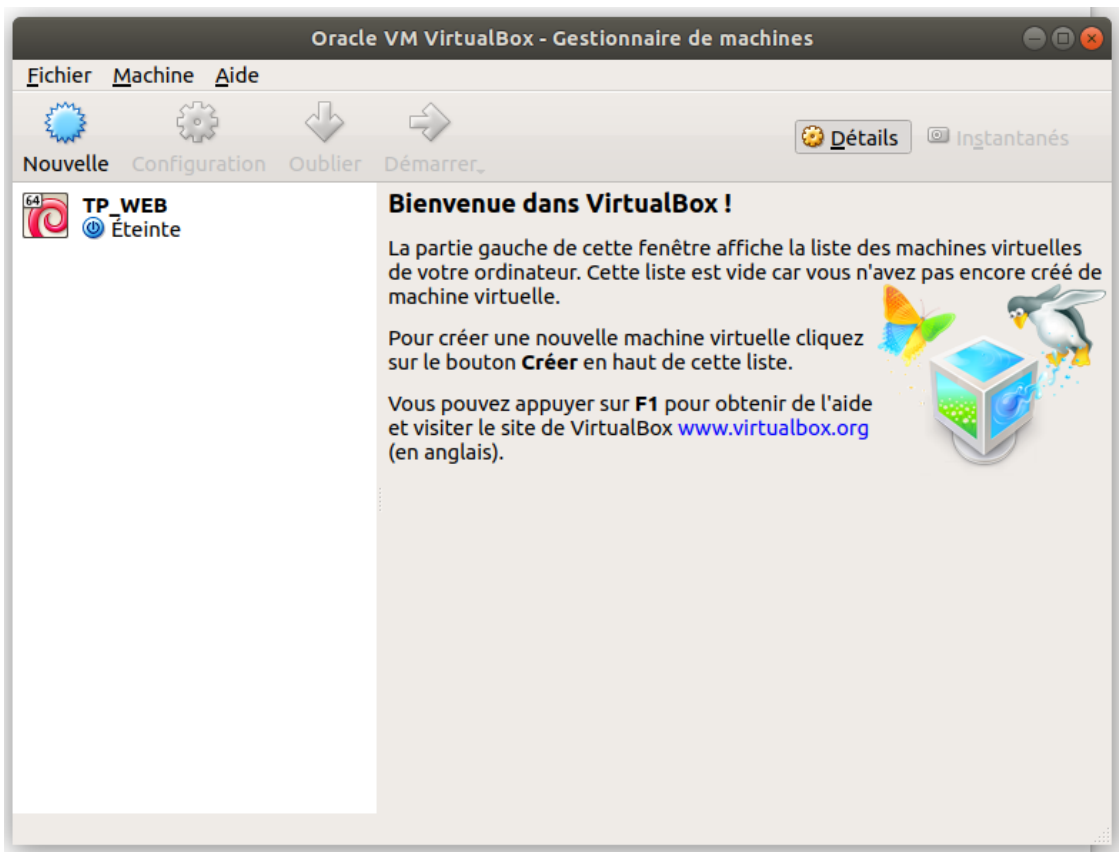 Oracle VM VirtualBox - Gestionnaire de machines
Fichier Machine Aide
Nouvelle Configuration Oublier Démarrer
Détails Instantanés
64
TP_WEB
Éteinte
Bienvenue dans VirtualBox !
La partie gauche de cette fenêtre affiche la liste des machines virtuelles
de votre ordinateur. Cette liste est vide car vous n'avez pas encore créé de
machine virtuelle.
Pour créer une nouvelle machine virtuelle cliquez
sur le bouton Créer en haut de cette liste.
Vous pouvez appuyer sur F1 pour obtenir de l'aide
et visiter le site de VirtualBox www.virtualbox.org
(en anglais).